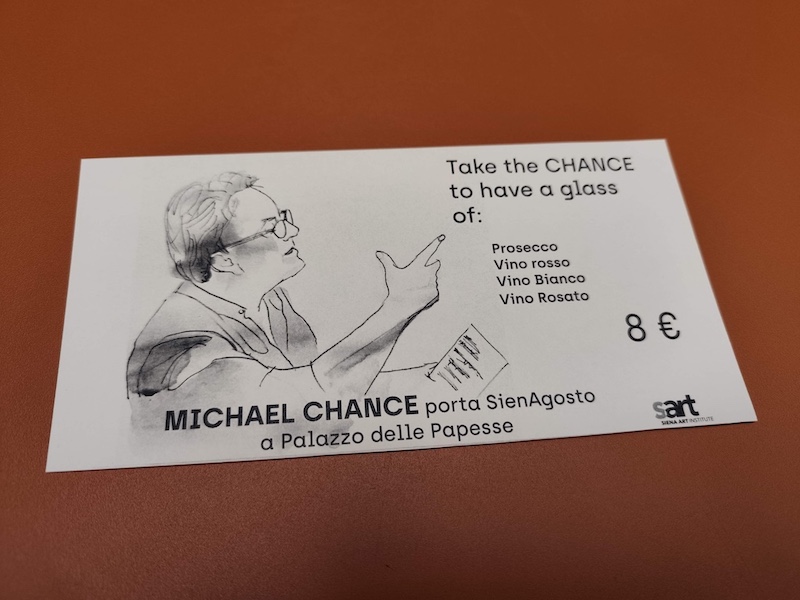 Take the CHANCE
to have a glass
of:
Prosecco
Vino rosso
Vino Bianco
Vino Rosato
8 €
MICHAEL CHANCE porta SienAgosto
a Palazzo delle Papesse
sart
SIENA ART INSTITUTE